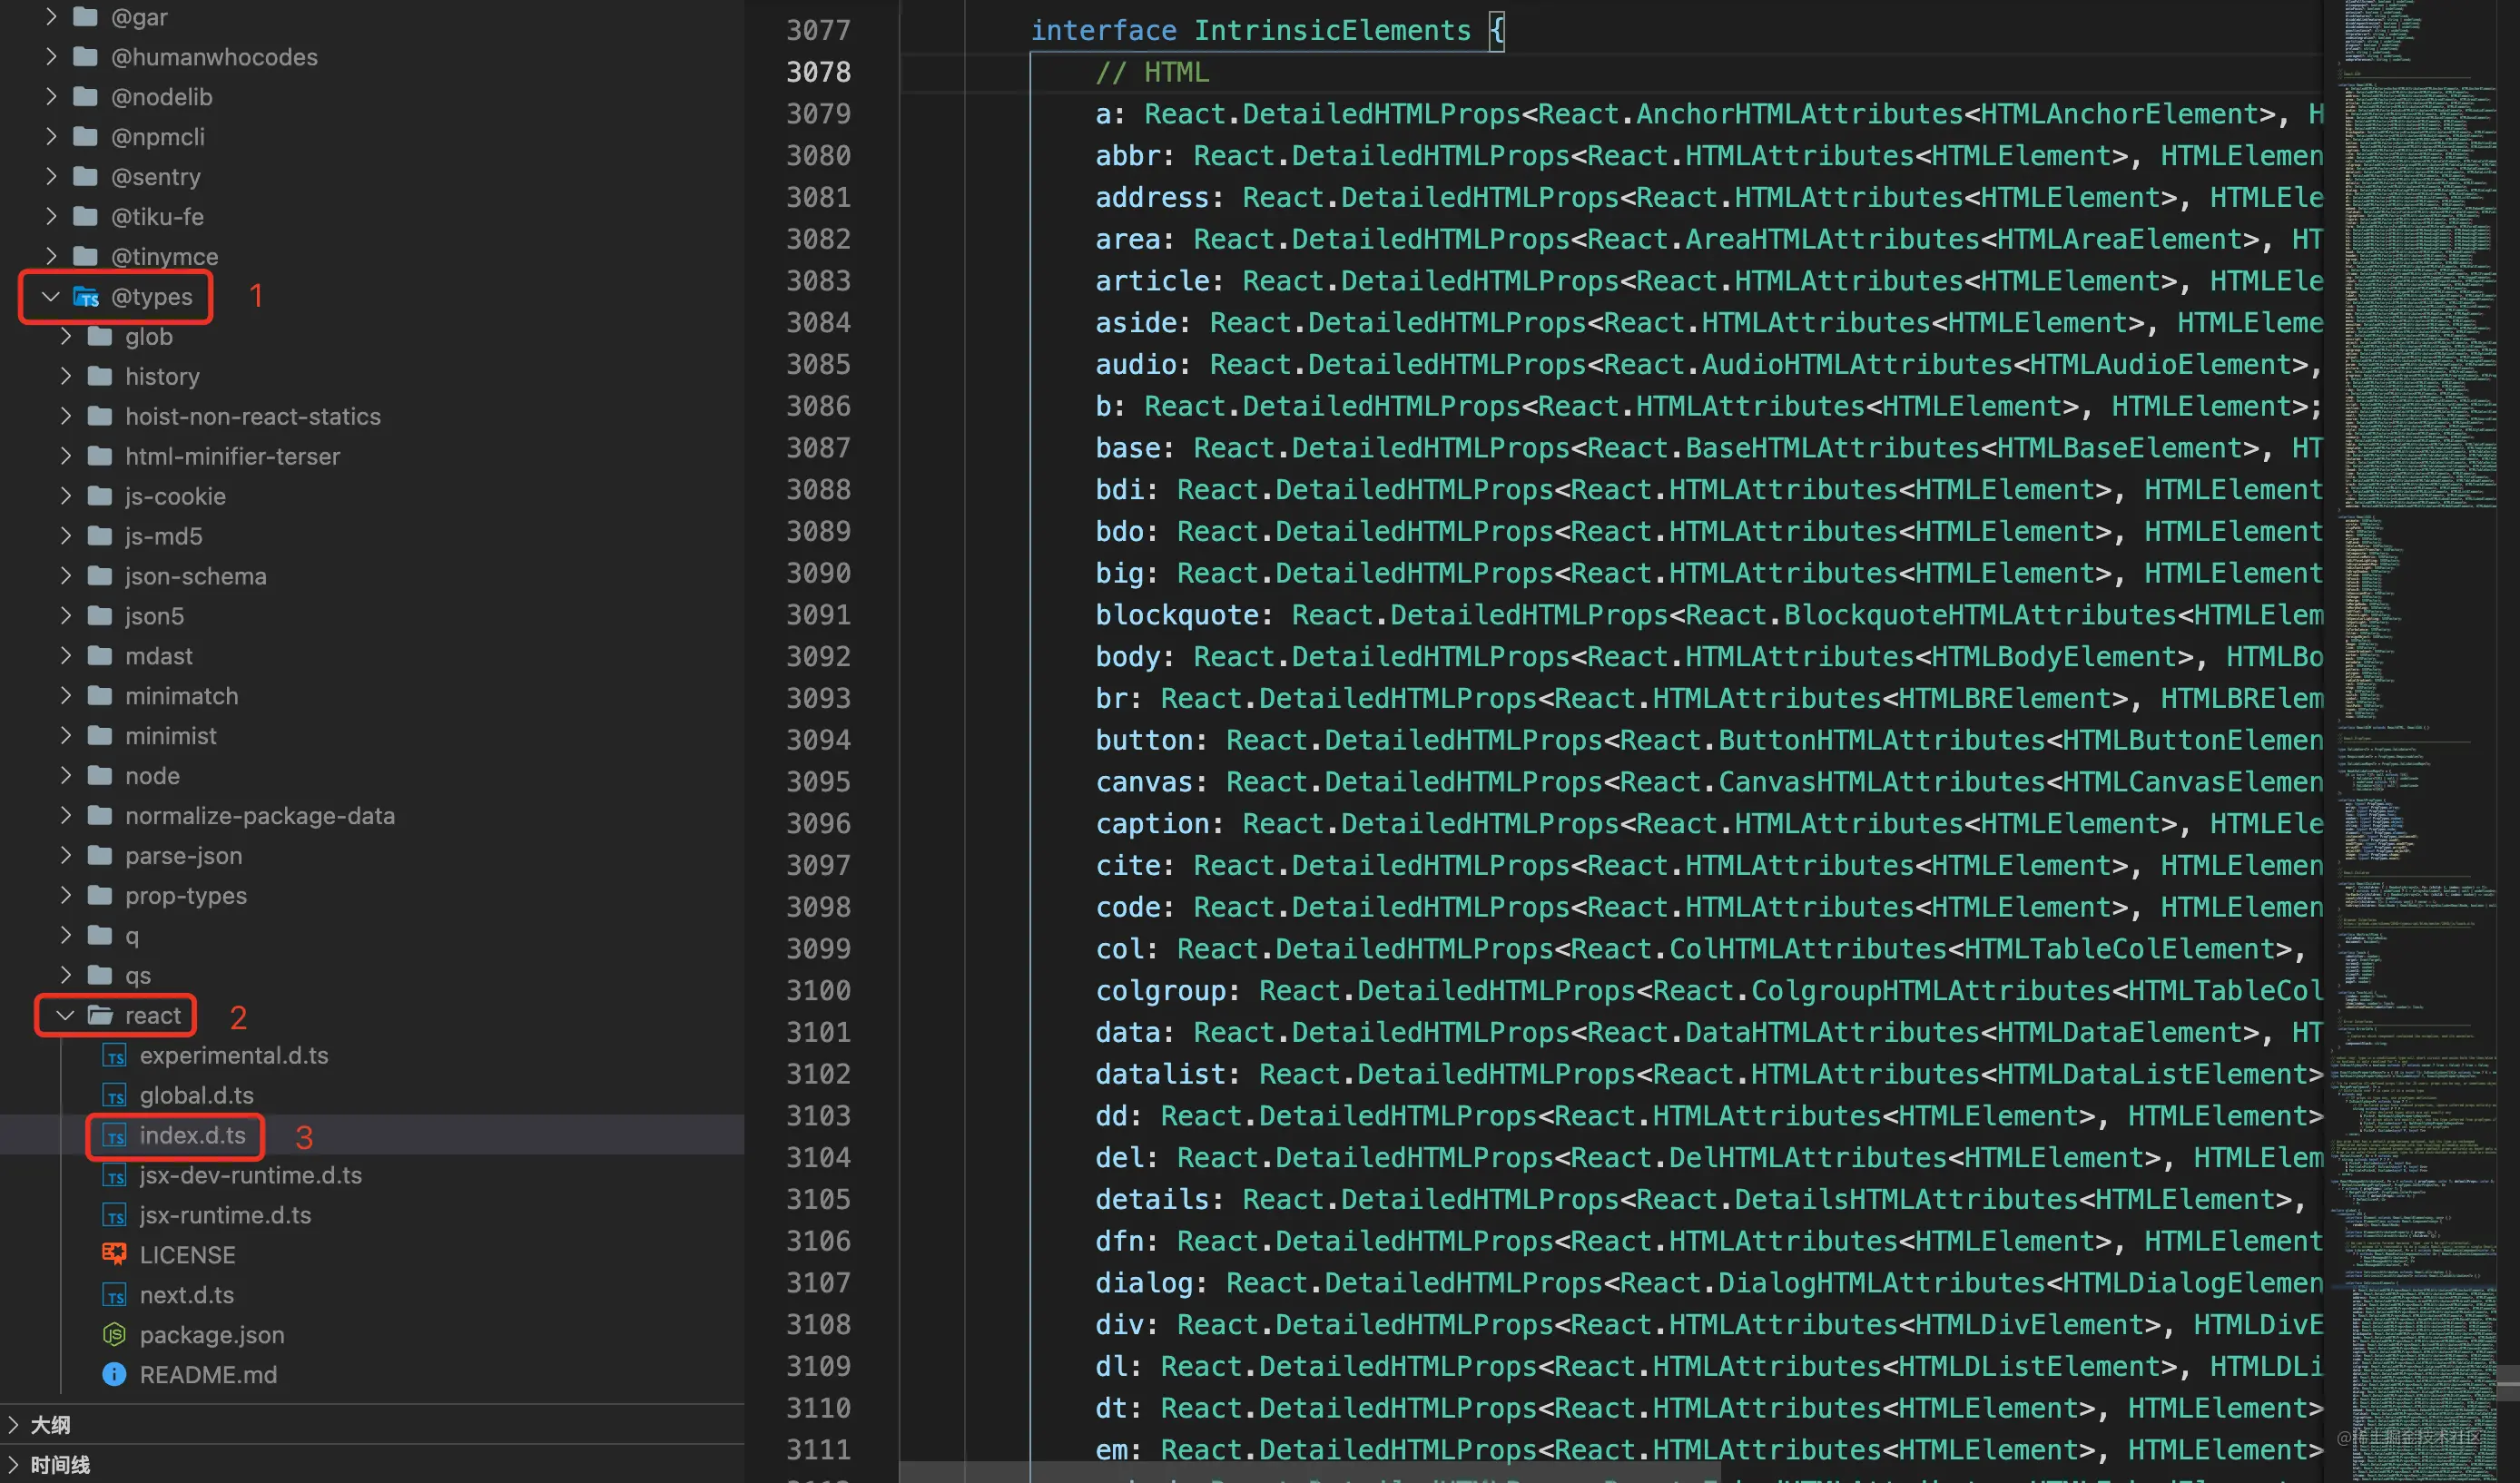 @gar
@humanwhocodes
@nodelib
@npmcli
@sentry
@tiku-fe
@tinymce
@types 1
glob
history
hoist-non-react-statics
html-minifier-terser
js-cookie
js-md5
json-schema
json5
mdast
minimatch
minimist
node
normalize-package-data
parse-json
prop-types
q
qs
react 2
experimental.d.ts
global.d.ts
index.d.ts 3
jsx-dev-runtime.d.ts
jsx-runtime.d.ts
LICENSE
next.d.ts
package.json
README.md
大纲
时间线
3077 interface IntrinsicElements {
3078 // HTML
3079 a: React.DetailedHTMLProps<React.AnchorHTMLAttributes<HTMLAnchorElement>, H
3080 abbr: React.DetailedHTMLProps<React.HTMLAttributes<HTMLElement>, HTMLElemen
3081 address: React.DetailedHTMLProps<React.HTMLAttributes<HTMLElement>, HTMLEle
3082 area: React.DetailedHTMLProps<React.AreaHTMLAttributes<HTMLAreaElement>, HT
3083 article: React.DetailedHTMLProps<React.HTMLAttributes<HTMLElement>, HTMLEle
3084 aside: React.DetailedHTMLProps<React.HTMLAttributes<HTMLElement>, HTMLEleme
3085 audio: React.DetailedHTMLProps<React.AudioHTMLAttributes<HTMLAudioElement>,
3086 b: React.DetailedHTMLProps<React.HTMLAttributes<HTMLElement>, HTMLElement>;
3087 base: React.DetailedHTMLProps<React.BaseHTMLAttributes<HTMLBaseElement>, HT
3088 bdi: React.DetailedHTMLProps<React.HTMLAttributes<HTMLElement>, HTMLElement
3089 bdo: React.DetailedHTMLProps<React.HTMLAttributes<HTMLElement>, HTMLElement
3090 big: React.DetailedHTMLProps<React.HTMLAttributes<HTMLElement>, HTMLElement
3091 blockquote: React.DetailedHTMLProps<React.BlockquoteHTMLAttributes<HTMLElem
3092 body: React.DetailedHTMLProps<React.HTMLAttributes<HTMLBodyElement>, HTMLBo
3093 br: React.DetailedHTMLProps<React.HTMLAttributes<HTMLBRElement>, HTMLBRElem
3094 button: React.DetailedHTMLProps<React.ButtonHTMLAttributes<HTMLButtonElemen
3095 canvas: React.DetailedHTMLProps<React.CanvasHTMLAttributes<HTMLCanvasElemen
3096 caption: React.DetailedHTMLProps<React.HTMLAttributes<HTMLElement>, HTMLEle
3097 cite: React.DetailedHTMLProps<React.HTMLAttributes<HTMLElement>, HTMLElemen
3098 code: React.DetailedHTMLProps<React.HTMLAttributes<HTMLElement>, HTMLElemen
3099 col: React.DetailedHTMLProps<React.ColHTMLAttributes<HTMLTableColElement>,
3100 colgroup: React.DetailedHTMLProps<React.ColgroupHTMLAttributes<HTMLTableCol
3101 data: React.DetailedHTMLProps<React.DataHTMLAttributes<HTMLDataElement>, HT
3102 datalist: React.DetailedHTMLProps<React.HTMLAttributes<HTMLDataListElement>
3103 dd: React.DetailedHTMLProps<React.HTMLAttributes<HTMLElement>, HTMLElement>
3104 del: React.DetailedHTMLProps<React.DelHTMLAttributes<HTMLElement>, HTMLElem
3105 details: React.DetailedHTMLProps<React.DetailsHTMLAttributes<HTMLElement>,
3106 dfn: React.DetailedHTMLProps<React.HTMLAttributes<HTMLElement>, HTMLElement
3107 dialog: React.DetailedHTMLProps<React.DialogHTMLAttributes<HTMLDialogElemen
3108 div: React.DetailedHTMLProps<React.HTMLAttributes<HTMLDivElement>, HTMLDivE
3109 dl: React.DetailedHTMLProps<React.HTMLAttributes<HTMLDListElement>, HTMLDLi
3110 dt: React.DetailedHTMLProps<React.HTMLAttributes<HTMLElement>, HTMLElement>
3111 em: React.DetailedHTMLProps<React.HTMLAttributes<HTMLElement>, HTMLElement>